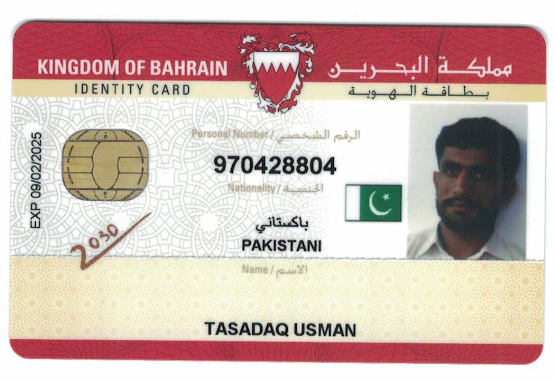 KINGDOM OF BAHRAIN مملكة البحرين
IDENTITY CARD بطاقة الهوية
Personal Number / الرقم الشخصي
970428804
Nationality / الجنسية
باكستاني
PAKISTANI
EXP 09/02/2025
2030
Name / الاسم
TASADAQ USMAN